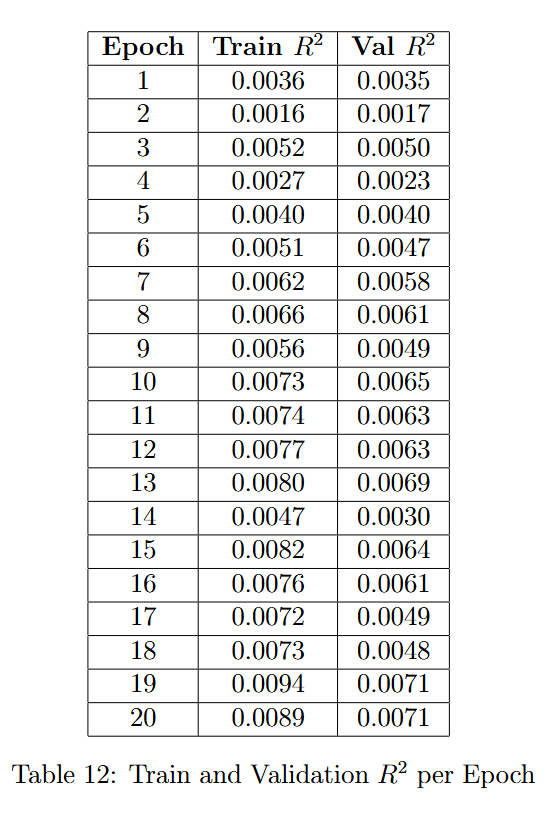 Epoch Train R² Val R²
1 0.0036 0.0035
2 0.0016 0.0017
3 0.0052 0.0050
4 0.0027 0.0023
5 0.0040 0.0040
6 0.0051 0.0047
7 0.0062 0.0058
8 0.0066 0.0061
9 0.0056 0.0049
10 0.0073 0.0065
11 0.0074 0.0063
12 0.0077 0.0063
13 0.0080 0.0069
14 0.0047 0.0030
15 0.0082 0.0064
16 0.0076 0.0061
17 0.0072 0.0049
18 0.0073 0.0048
19 0.0094 0.0071
20 0.0089 0.0071
Table 12: Train and Validation R² per Epoch